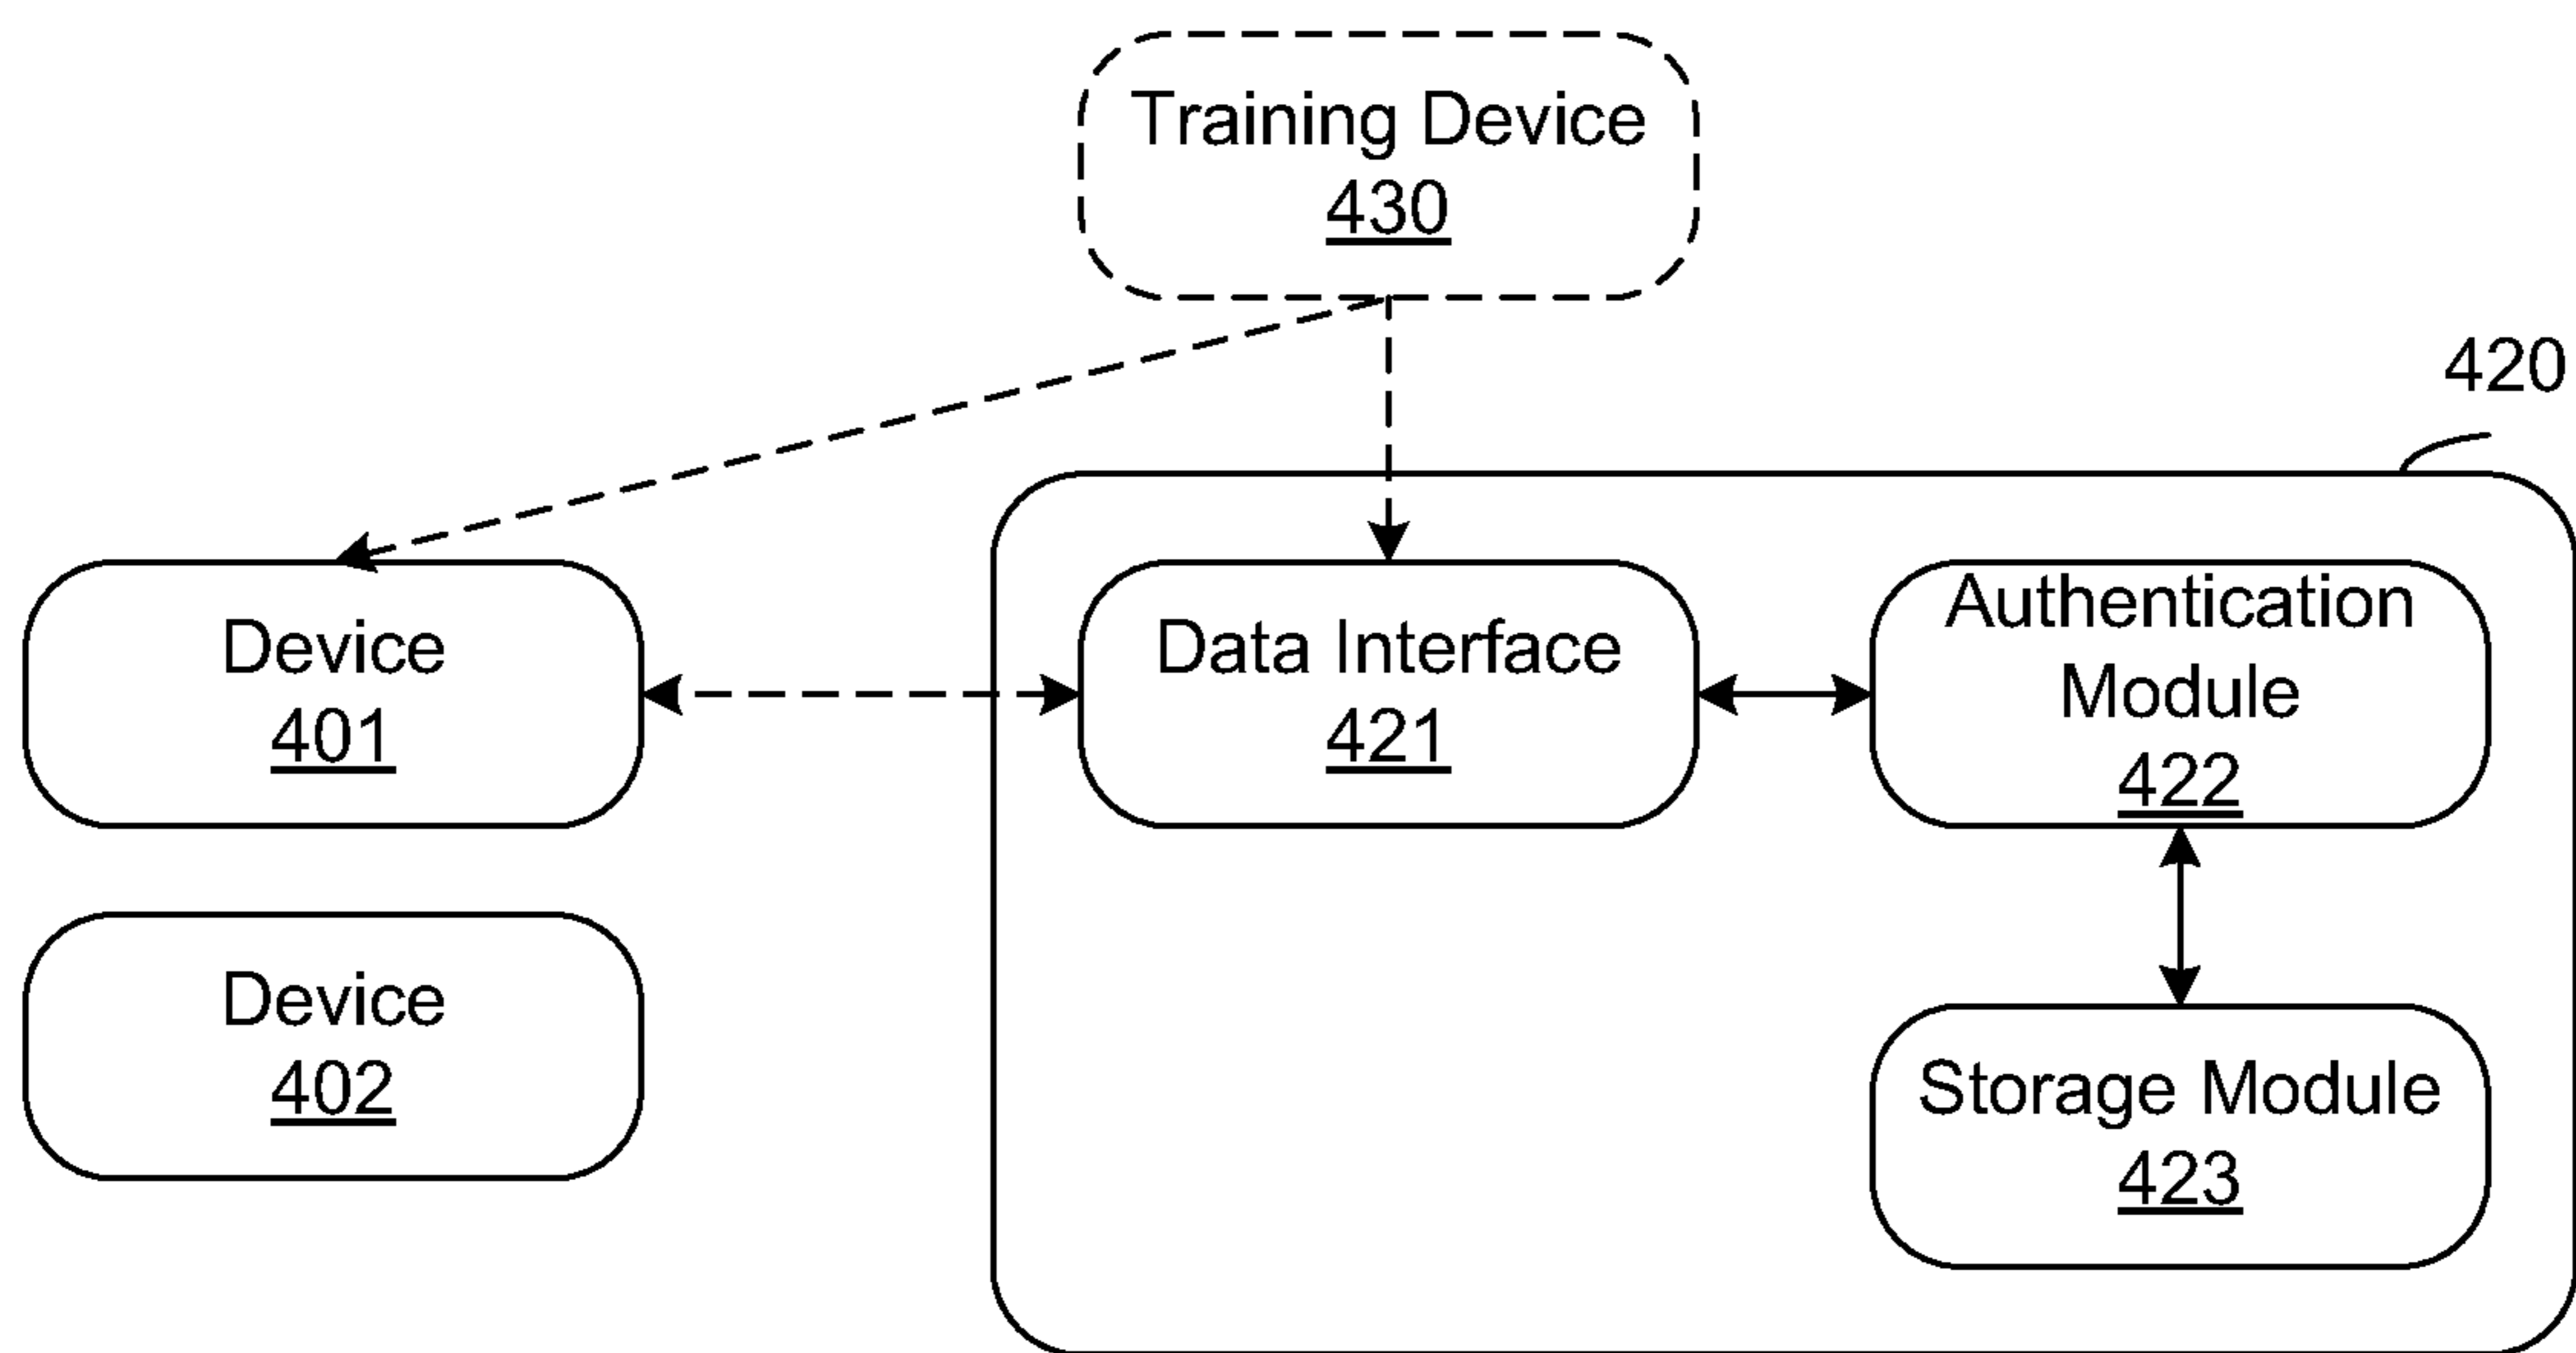 Training Device
430
420
Device
401
Data Interface
421
Authentication
Module
422
Device
402
Storage Module
423